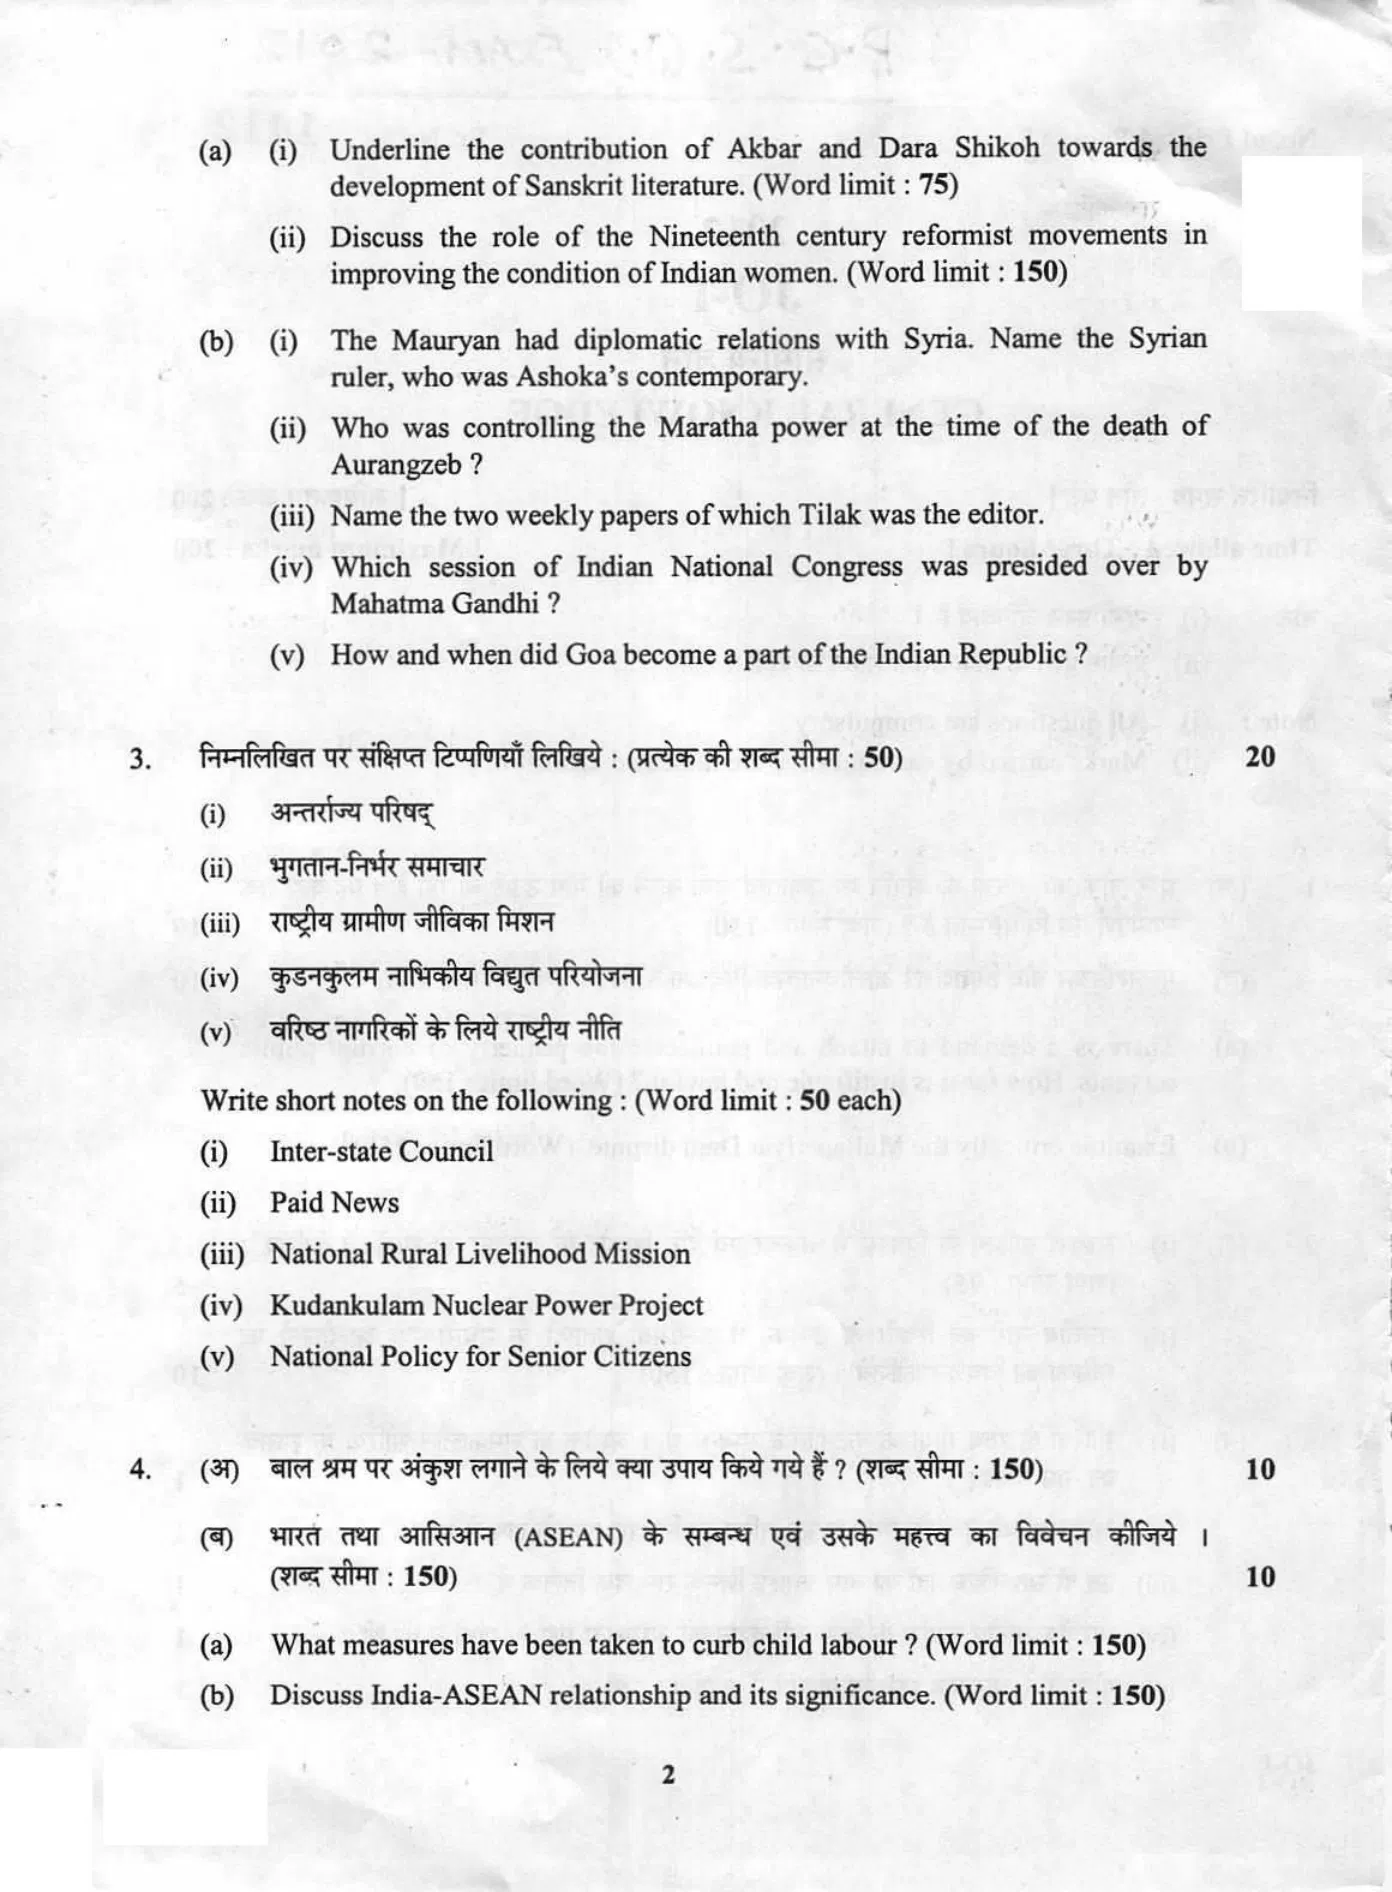 (a) (i) Underline the contribution of Akbar and Dara Shikoh towards the
development of Sanskrit literature. (Word limit : 75)
(ii) Discuss the role of the Nineteenth century reformist movements in
improving the condition of Indian women. (Word limit : 150)
(b) (i) The Mauryan had diplomatic relations with Syria. Name the Syrian
ruler, who was Ashoka's contemporary.
(ii) Who was controlling the Maratha power at the time of the death of
Aurangzeb ?
(iii) Name the two weekly papers of which Tilak was the editor.
(iv) Which session of Indian National Congress was presided over by
Mahatma Gandhi ?
(v) How and when did Goa become a part of the Indian Republic ?
3. निम्नलिखित पर संक्षिप्त टिप्पणियाँ लिखिये : (प्रत्येक की शब्द सीमा : 50) 20
(i) अन्तर्राज्य परिषद्
(ii) भुगतान-निर्भर समाचार
(iii) राष्ट्रीय ग्रामीण जीविका मिशन
(iv) कुडनकुलम नाभिकीय विद्युत परियोजना
(v) वरिष्ठ नागरिकों के लिये राष्ट्रीय नीति
Write short notes on the following : (Word limit : 50 each)
(i) Inter-state Council
(ii) Paid News
(iii) National Rural Livelihood Mission
(iv) Kudankulam Nuclear Power Project
(v) National Policy for Senior Citizens
4. (अ) बाल श्रम पर अंकुश लगाने के लिये क्या उपाय किये गये हैं ? (शब्द सीमा : 150) 10
(ब) भारत तथा आसिआन (ASEAN) के सम्बन्ध एवं उसके महत्त्व का विवेचन कीजिये ।
(शब्द सीमा : 150) 10
(a) What measures have been taken to curb child labour ? (Word limit : 150)
(b) Discuss India-ASEAN relationship and its significance. (Word limit : 150)
2